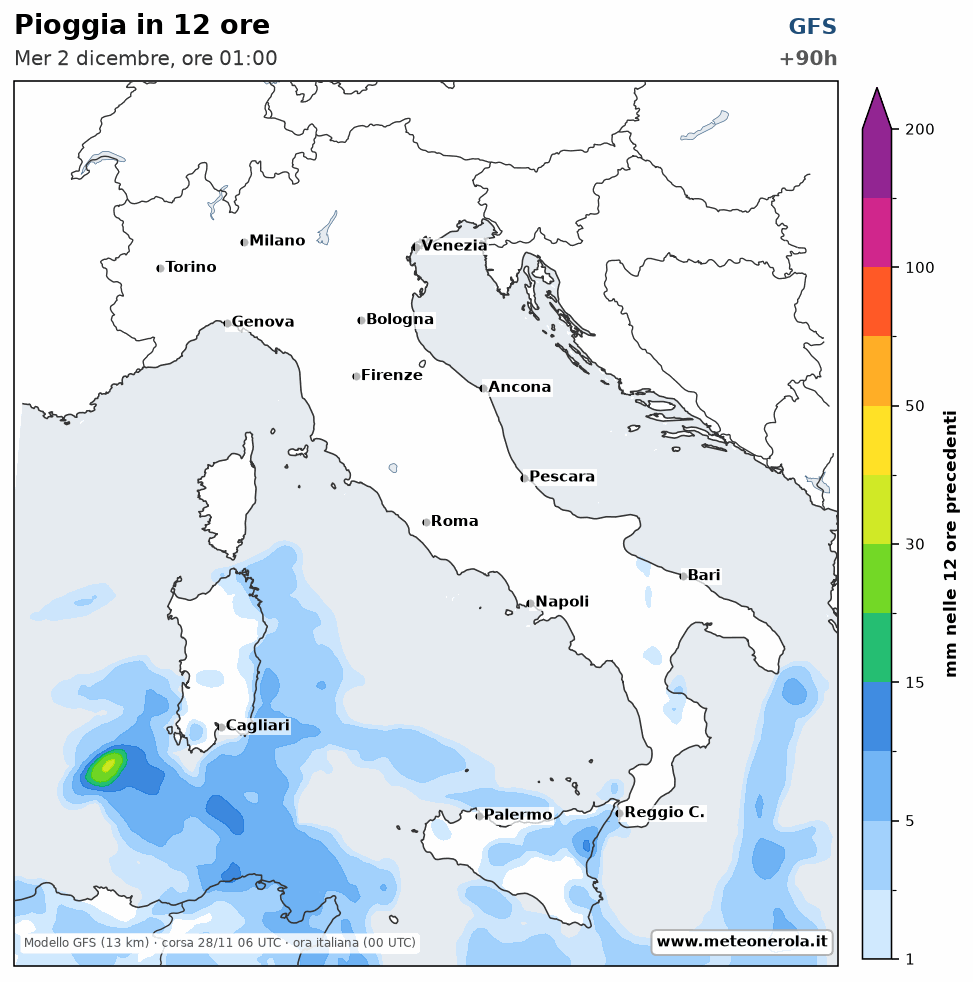 Pioggia in 12 ore
GFS
Mer 2 dicembre, ore 01:00
+90h
200
100
50
30
15
5
1
mm nelle 12 ore precedenti
Milano
Venezia
Torino
Genova
Bologna
Firenze
Ancona
Pescara
Roma
Bari
Napoli
Cagliari
Palermo
Reggio C.
Modello GFS (13 km) · corsa 28/11 06 UTC · ora italiana (00 UTC)
www.meteonerola.it